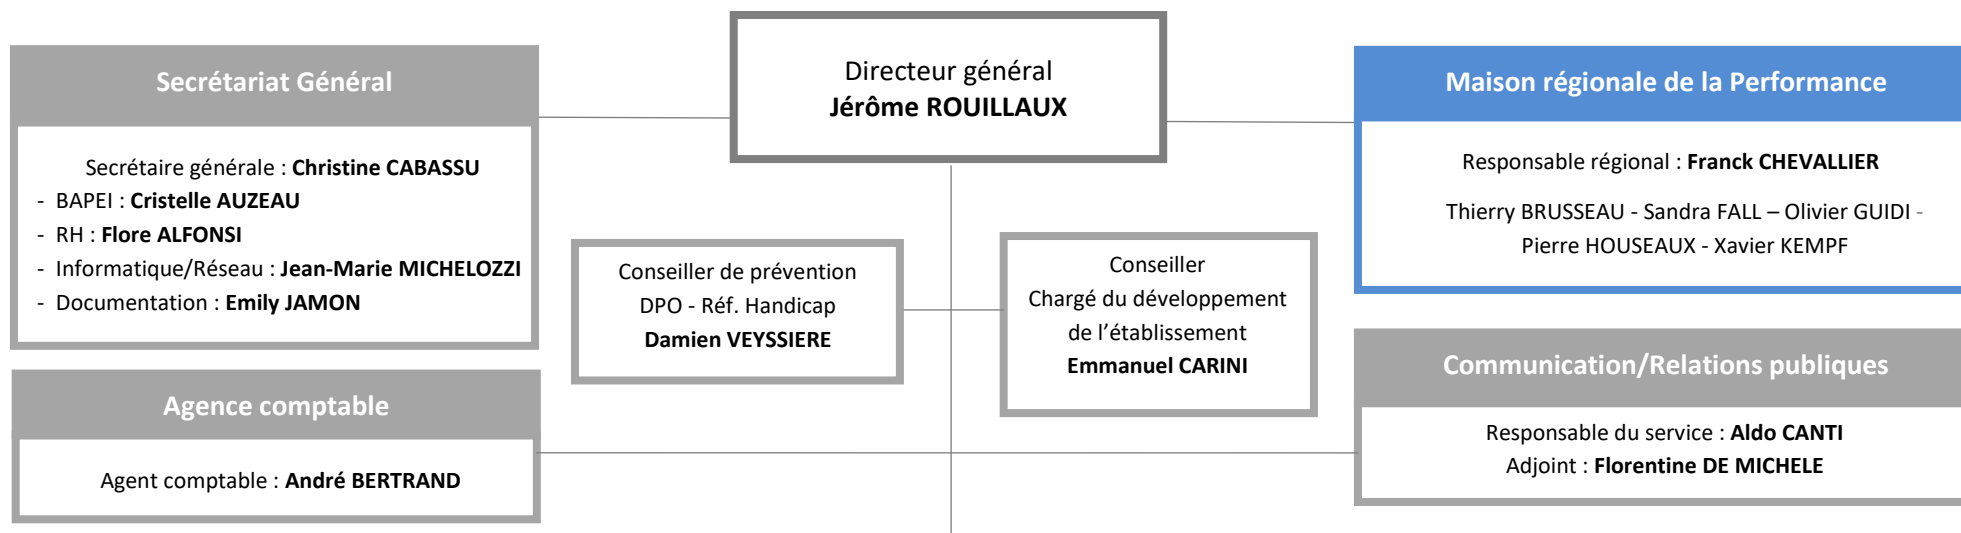 Directeur général
Jérôme ROUILLAUX
Secrétariat Général
Secrétaire générale : Christine CABASSU
- BAPEI : Cristelle AUZEAU
- RH : Flore ALFONSI
- Informatique/Réseau : Jean-Marie MICHELOZZI
- Documentation : Emily JAMON
Maison régionale de la Performance
Responsable régional : Franck CHEVALLIER
Thierry BRUSSEAU - Sandra FALL – Olivier GUIDI -
Pierre HOUSEAUX - Xavier KEMPF
Conseiller de prévention
DPO - Réf. Handicap
Damien VEYSSIERE
Conseiller
Chargé du développement
de l’établissement
Emmanuel CARINI
Agence comptable
Agent comptable : André BERTRAND
Communication/Relations publiques
Responsable du service : Aldo CANTI
Adjoint : Florentine DE MICHELE